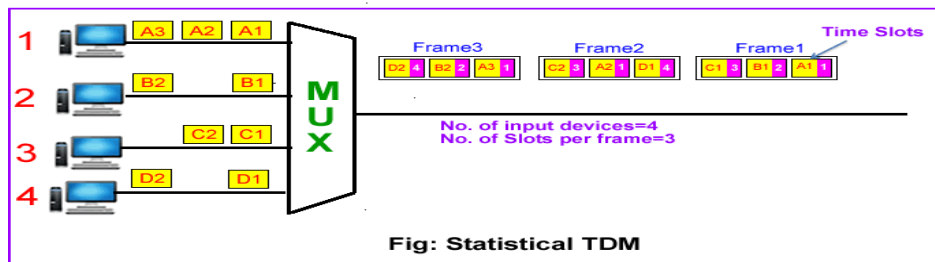 Time Slots
Frame3 Frame2 Frame1
1 A3 A2 A1
D2 4 B2 2 A3 1 C2 3 A2 1 D1 4 C1 3 B1 2 A1 1
2 B2 B1
MUX
No. of input devices=4
No. of Slots per frame=3
3 C2 C1
4 D2 D1
Fig: Statistical TDM